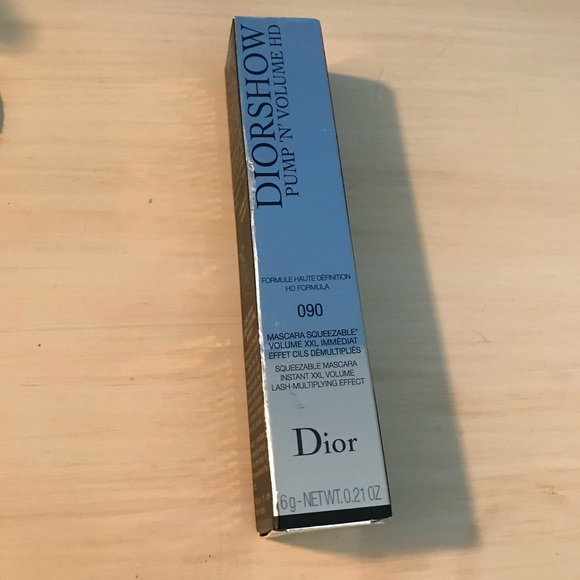 DIORSHOW
PUMP 'N' VOLUME HD
FORMULE HAUTE DÉFINITION
HD FORMULA
090
MASCARA SQUEEZABLE*
VOLUME XXL IMMÉDIAT
EFFET CILS DÉMULTIPLIÉS
SQUEEZABLE MASCARA
INSTANT XXL VOLUME
LASH-MULTIPLYING EFFECT
Dior
6g-NET WT. 0.21 OZ